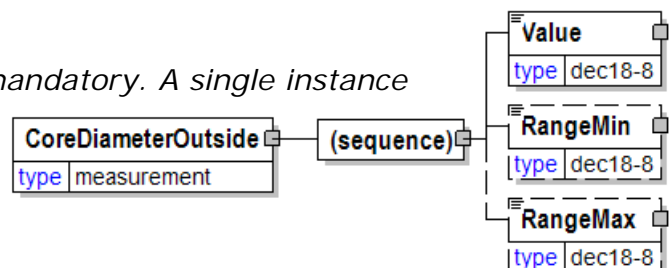 Value
type dec18-8
mandatory. A single instance
RangeMin
CoreDiameterOutside (sequence)
type dec18-8
type measurement
RangeMax
type dec18-8